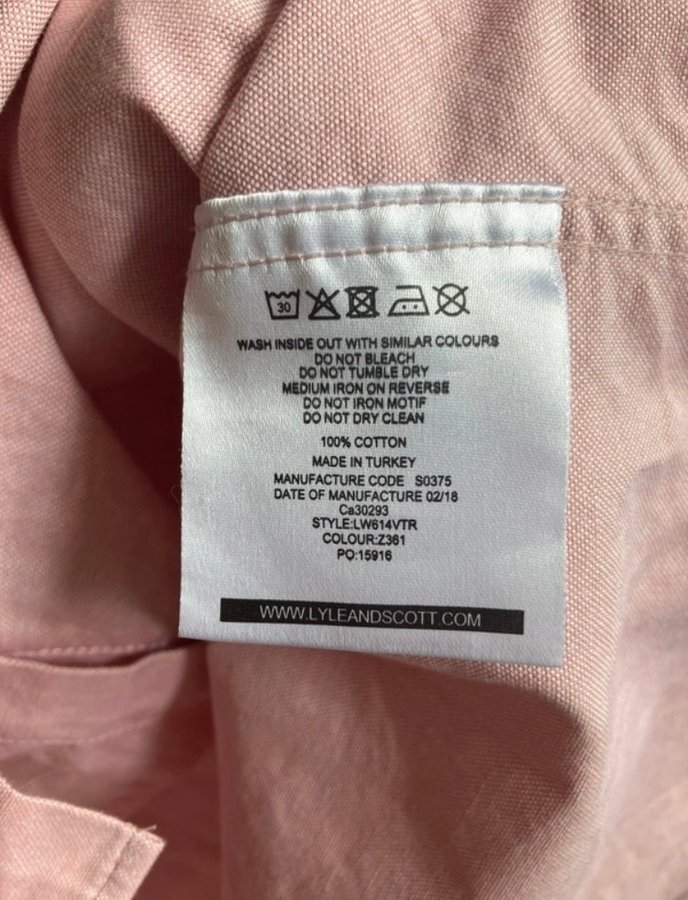 30
WASH INSIDE OUT WITH SIMILAR COLOURS
DO NOT BLEACH
DO NOT TUMBLE DRY
MEDIUM IRON ON REVERSE
DO NOT IRON MOTIF
DO NOT DRY CLEAN
100% COTTON
MADE IN TURKEY
MANUFACTURE CODE S0375
DATE OF MANUFACTURE 02/18
Ca30293
STYLE:LW614VTR
COLOUR:Z361
PO:15916
WWW.LYLEANDSCOTT.COM